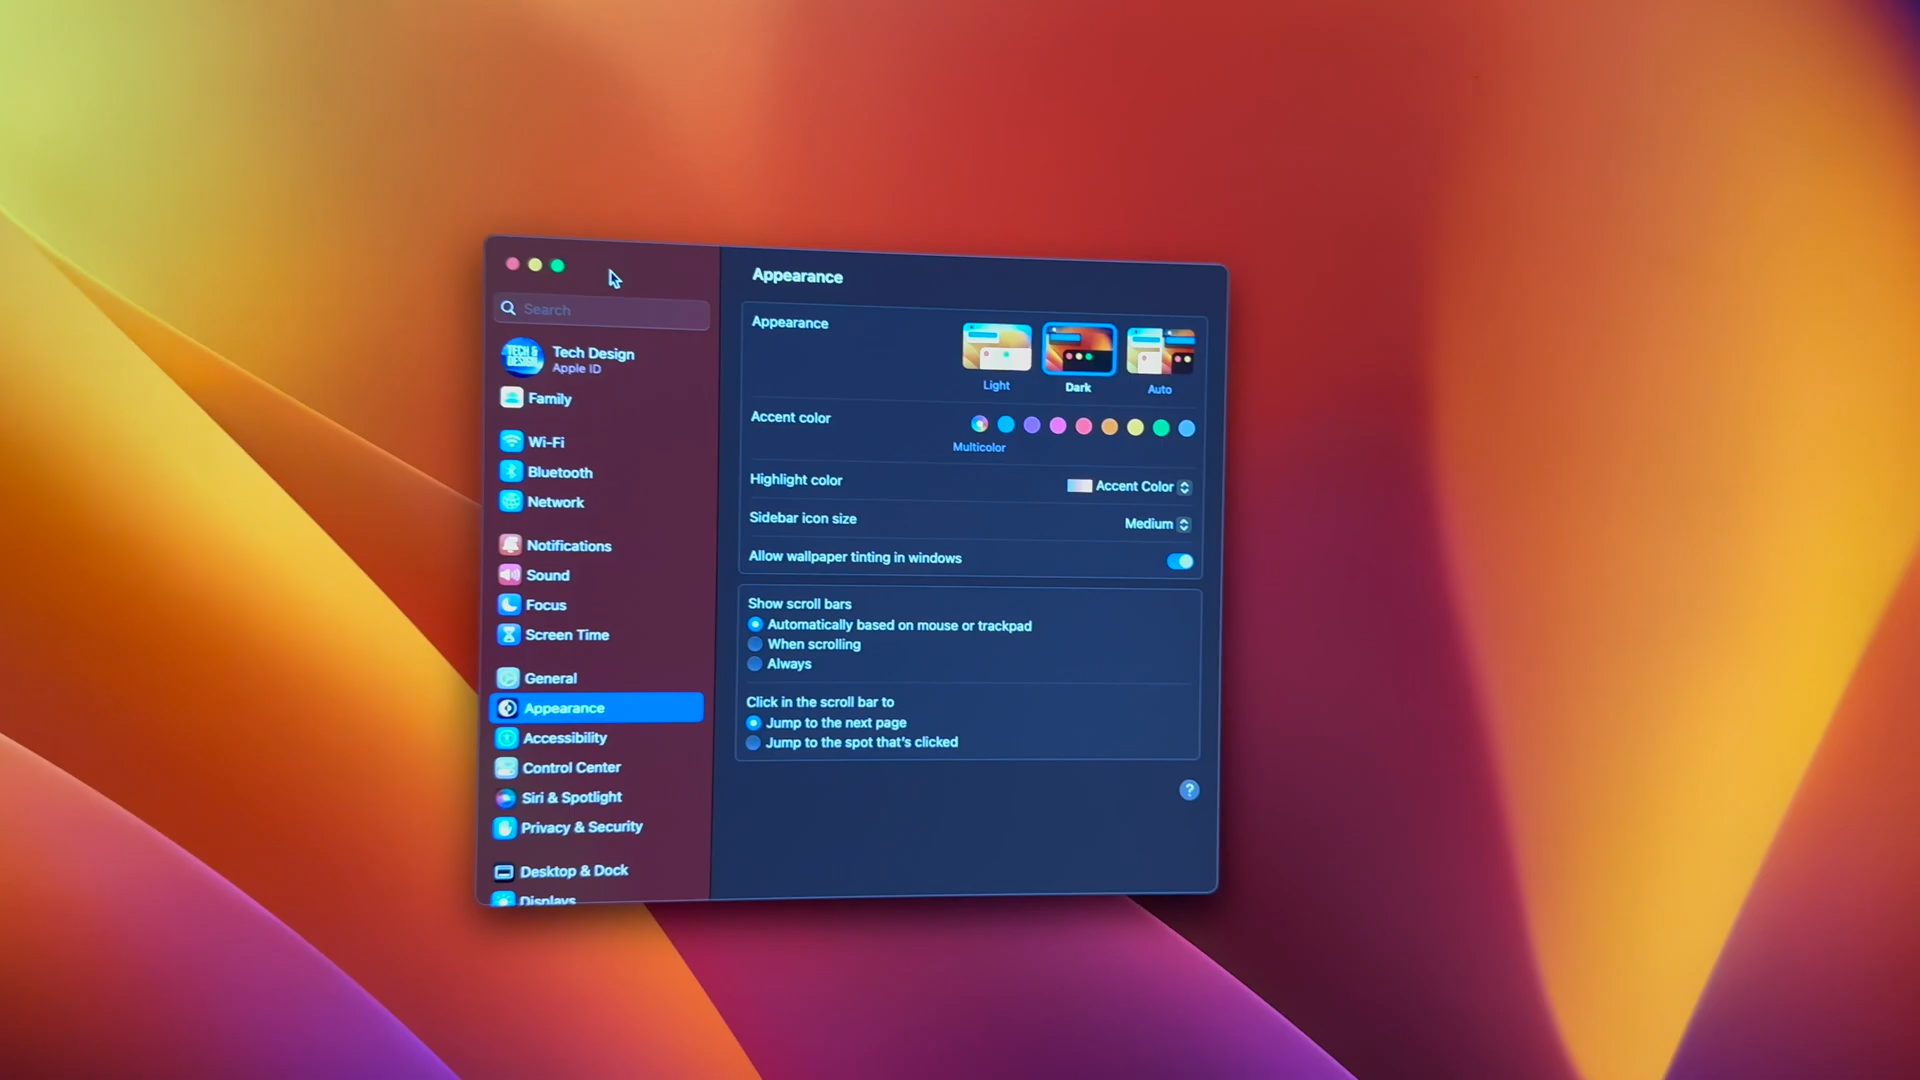 Search
TECH &
DESIGN
Tech Design
Apple ID
Family
Wi-Fi
Bluetooth
Network
Notifications
Sound
Focus
Screen Time
General
Appearance
Accessibility
Control Center
Siri & Spotlight
Privacy & Security
Desktop & Dock
Displays
Appearance
Appearance
Light
Dark
Auto
Accent color
Multicolor
Highlight color
Accent Color
Sidebar icon size
Medium
Allow wallpaper tinting in windows
Show scroll bars
Automatically based on mouse or trackpad
When scrolling
Always
Click in the scroll bar to
Jump to the next page
Jump to the spot that's clicked
?